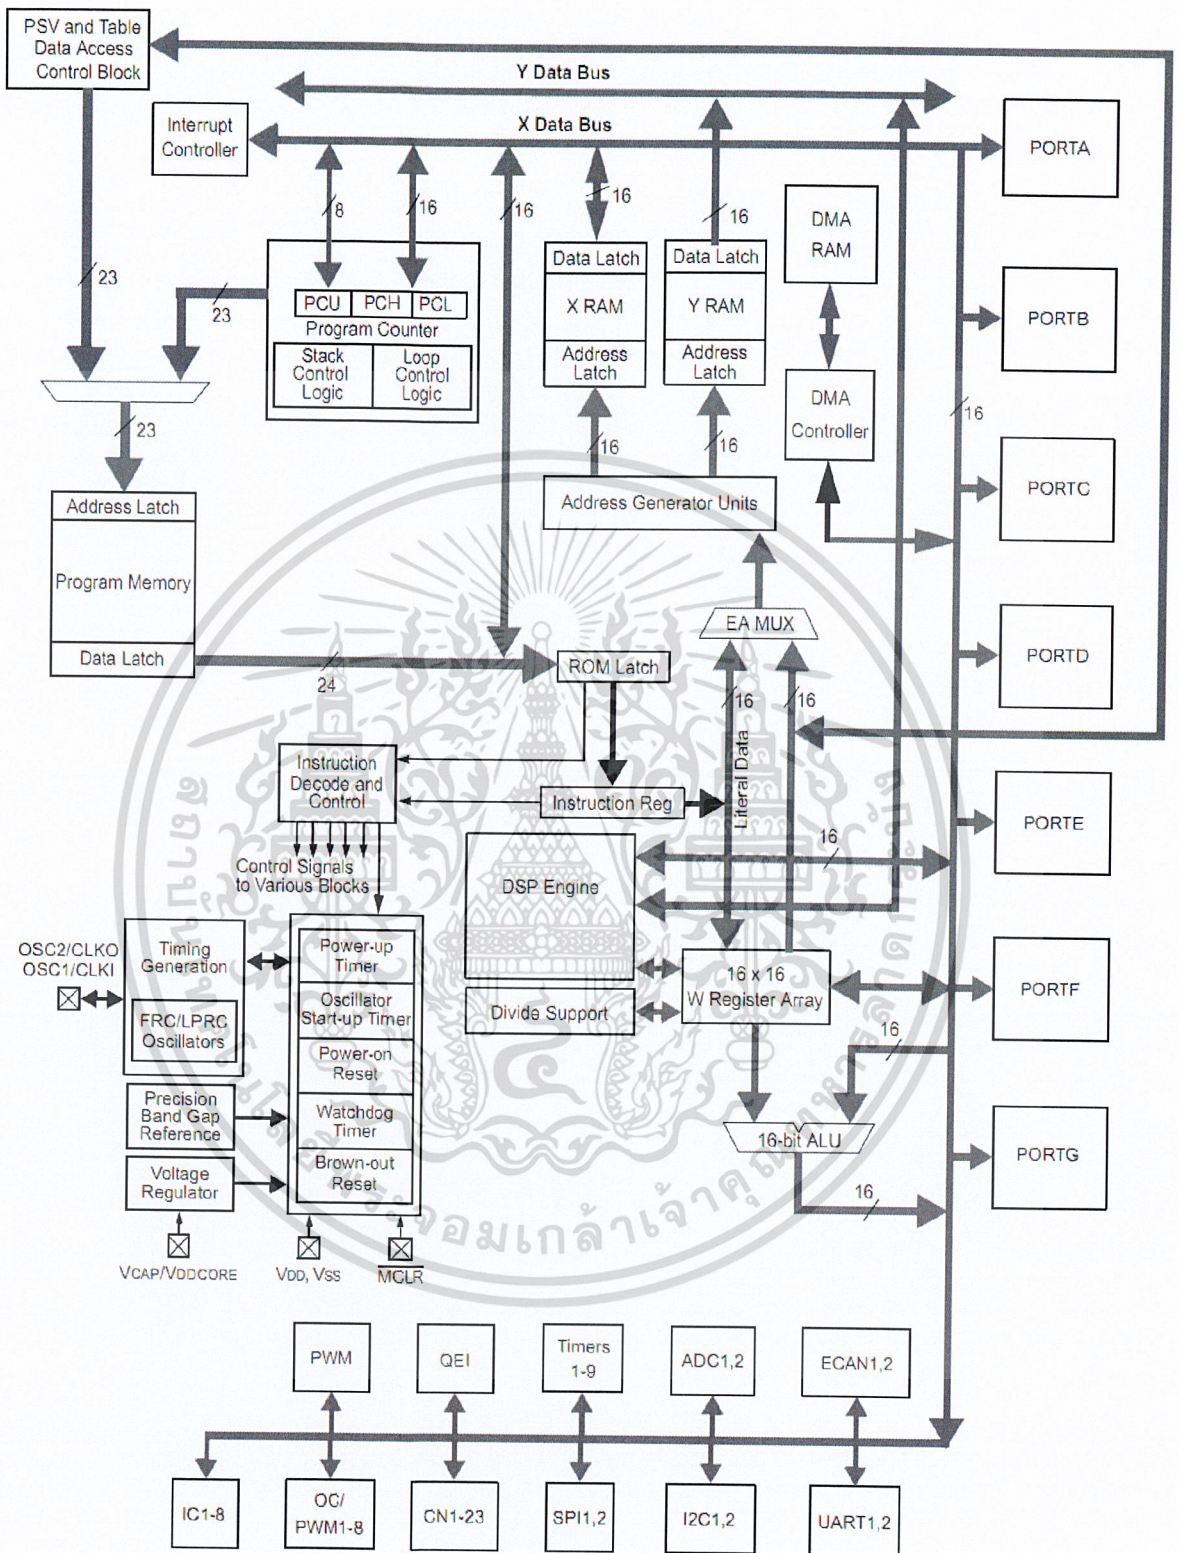 PSV and Table
Data Access
Control Block
Y Data Bus
X Data Bus
Interrupt
Controller
PORTA
8
16
16
16
16
DMA
RAM
23
23
PCU
PCH
PCL
Program Counter
Stack
Control
Logic
Loop
Control
Logic
Data Latch
X RAM
Address
Latch
Data Latch
Y RAM
Address
Latch
PORTB
DMA
Controller
16
23
16
16
PORTC
Address Latch
Program Memory
Data Latch
Address Generator Units
EA MUX
PORTD
24
ROM Latch
16
16
Literal Data
Instruction
Decode and
Control
Instruction Reg
PORTE
16
Control Signals
to Various Blocks
DSP Engine
OSC2/CLKO
OSC1/CLKI
Timing
Generation
FRC/LPRC
Oscillators
Power-up
Timer
Oscillator
Start-up Timer
Power-on
Reset
Watchdog
Timer
Brown-out
Reset
Divide Support
16 x 16
W Register Array
PORTF
16
Precision
Band Gap
Reference
Voltage
Regulator
16-bit ALU
PORTG
16
VCAP/VDDCORE
VDD, VSS
MCLR
PWM
QEI
Timers
1-9
ADC1,2
ECAN1,2
IC1-8
OC/
PWM1-8
CN1-23
SPI1,2
I2C1,2
UART1,2